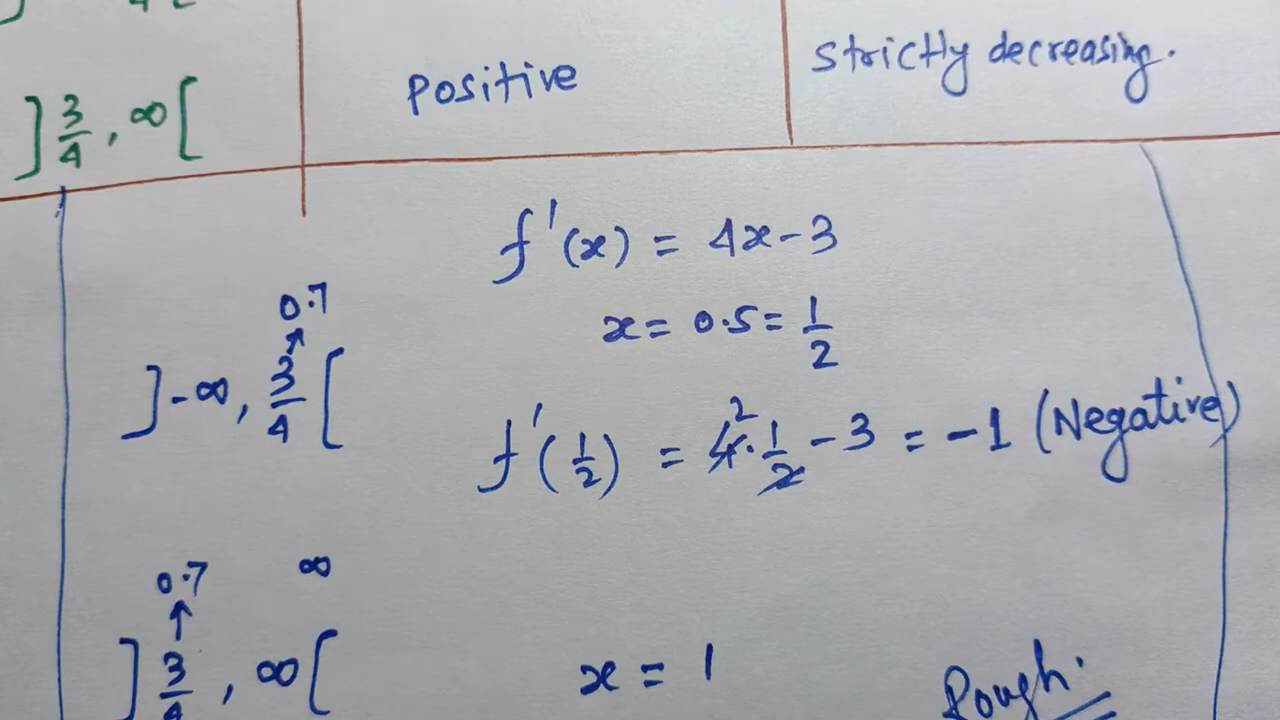 ]3/4, ∞[ Positive strictly decreasing.
f'(x) = 4x-3
0.7
x = 0.5 = 1/2
]-∞, 3/4[
2
f'(1/2) = 4·1/2 - 3 = -1 (Negative)
0.7 ∞
]3/4, ∞[ x = 1 Rough: